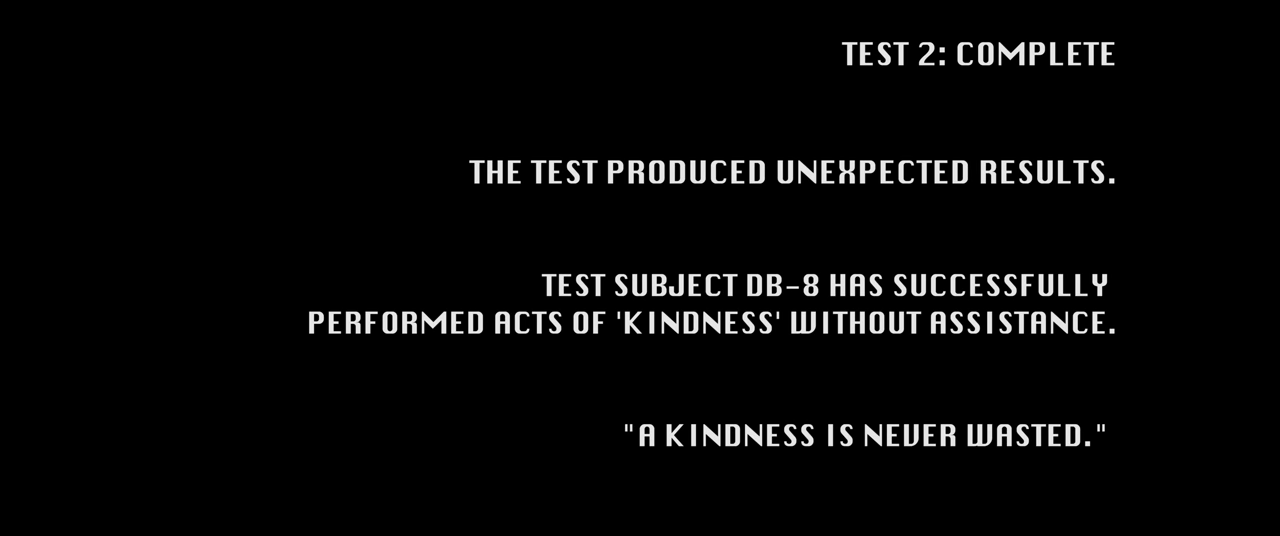 TEST 2: COMPLETE
THE TEST PRODUCED UNEXPECTED RESULTS.
TEST SUBJECT DB-8 HAS SUCCESSFULLY
PERFORMED ACTS OF 'KINDNESS' WITHOUT ASSISTANCE.
"A KINDNESS IS NEVER WASTED."